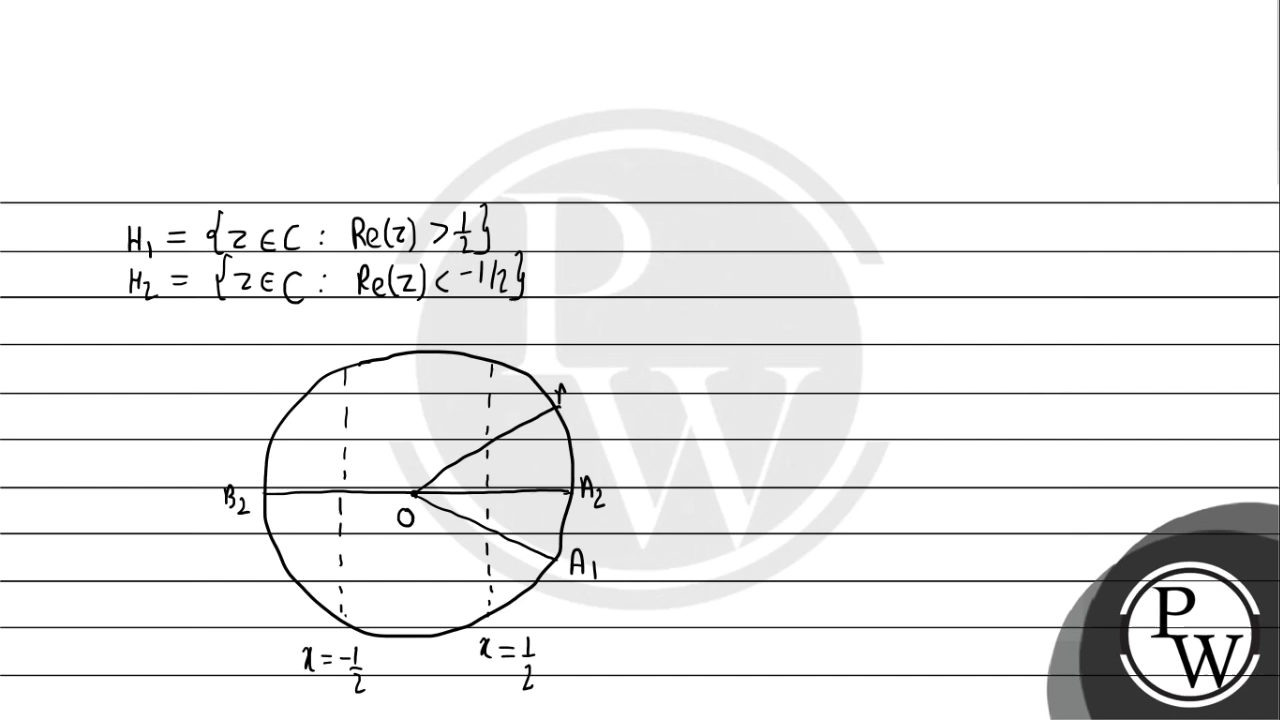 H₁ = {z ∈ C : Re(z) > 1/2}
H₂ = {z ∈ C : Re(z) < -1/2}
B₂
O
A₂
A₁
x = -1/2
x = 1/2
P
W
P
W